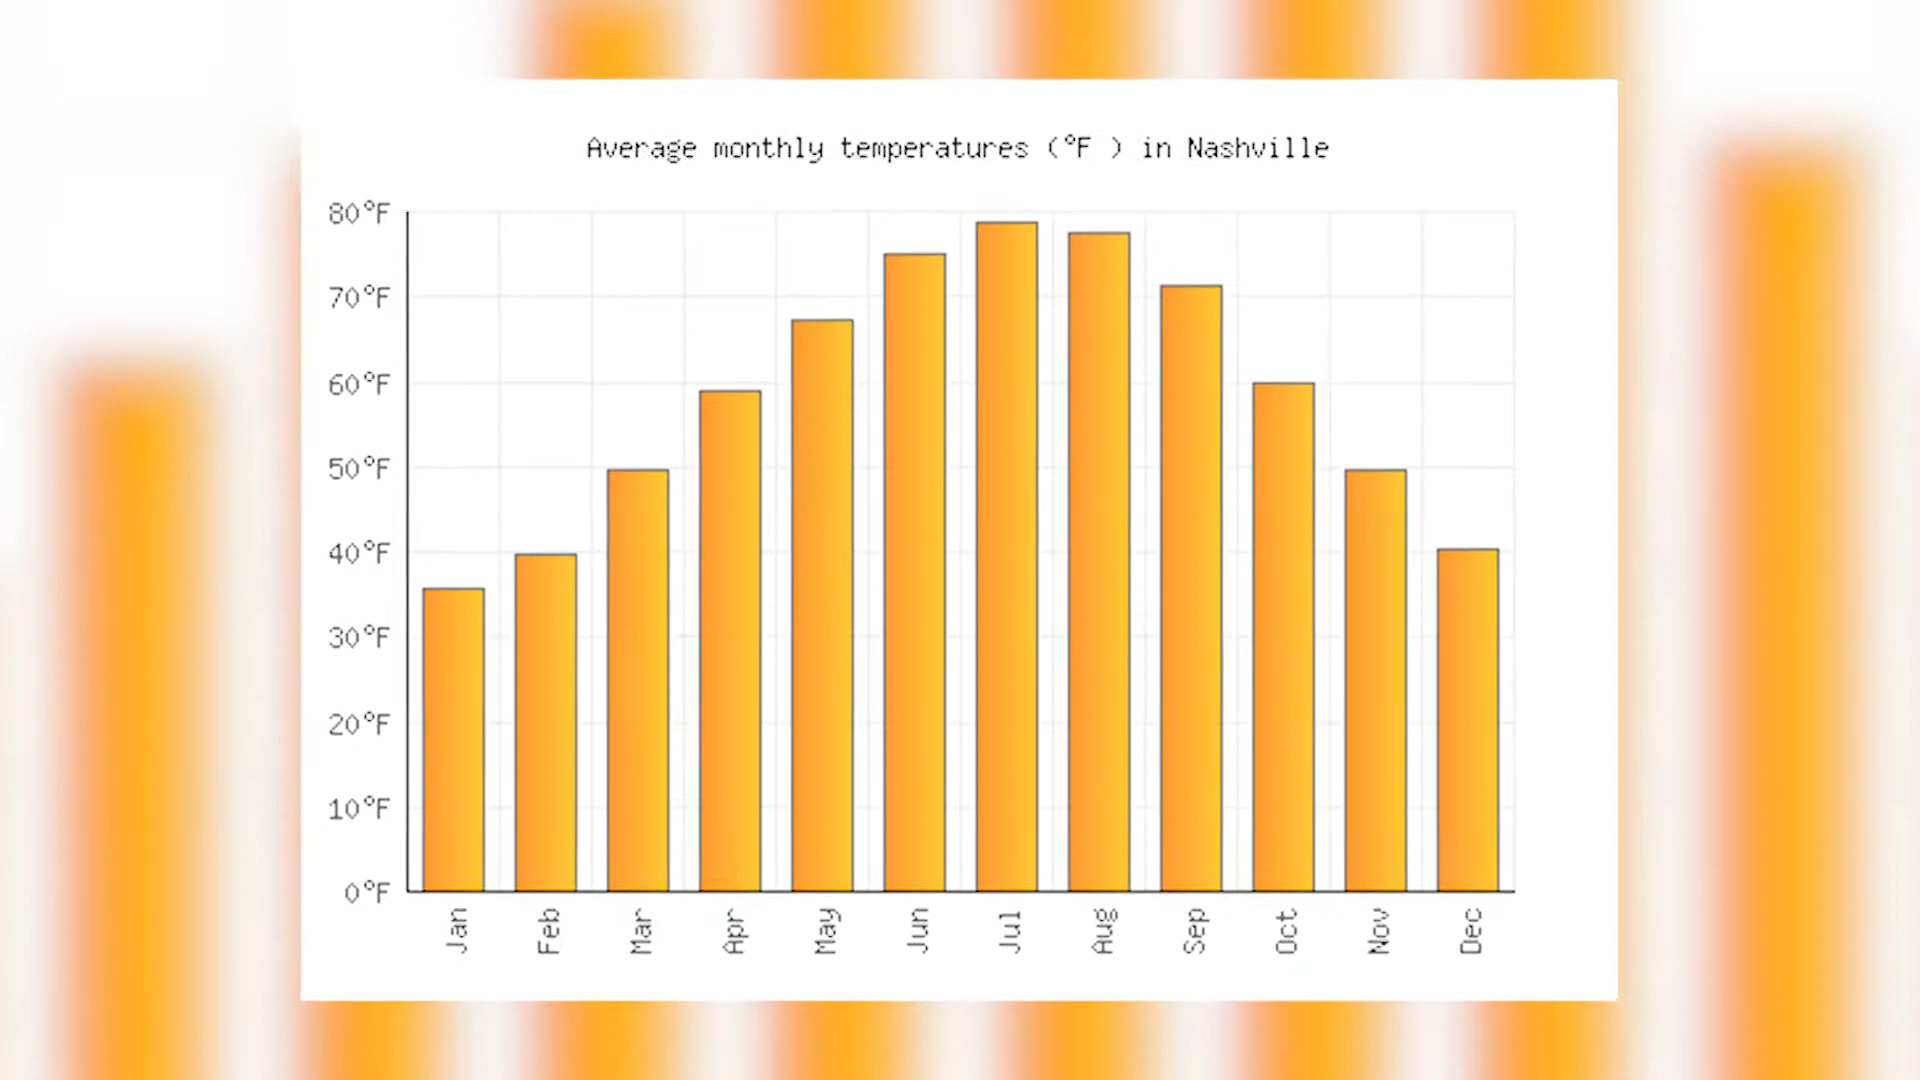 Average monthly temperatures (°F ) in Nashville
80°F
70°F
60°F
50°F
40°F
30°F
20°F
10°F
0°F
Jan
Feb
Mar
Apr
May
Jun
Jul
Aug
Sep
Oct
Nov
Dec